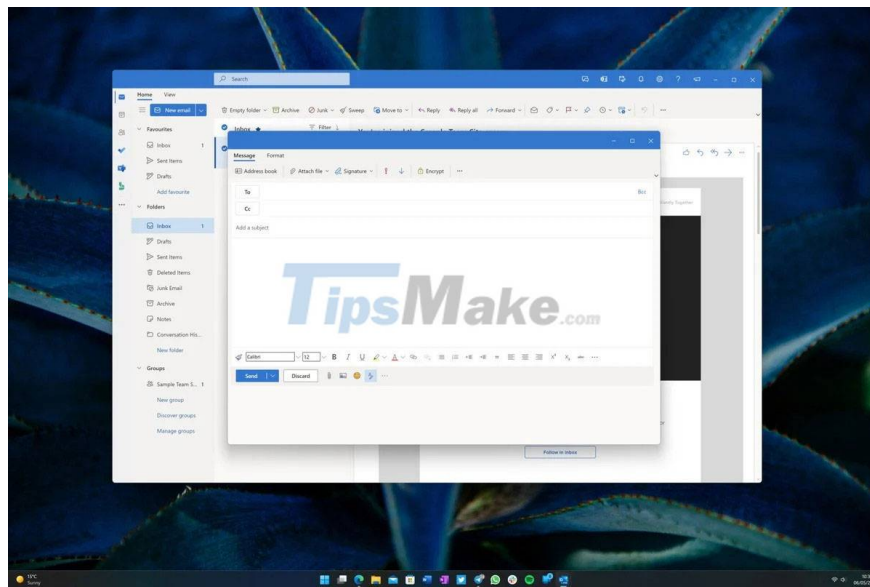 Search
Home View
New email
Empty folder Archive Junk Sweep Move to Reply Reply all Forward
Favourites
Inbox 1
Sent Items
Drafts
Add favourite
Folders
Inbox 1
Drafts
Sent Items
Deleted Items
Junk Email
Archive
Notes
Conversation His...
New folder
Groups
Sample Team S... 1
New group
Discover groups
Manage groups
Inbox
Filter
Message Format
Address book Attach file Signature Encrypt
To
Bcc
Cc
Add a subject
TipsMake.com
Calibri 12 B I U
Send Discard
Follow in inbox
15°C
Sunny